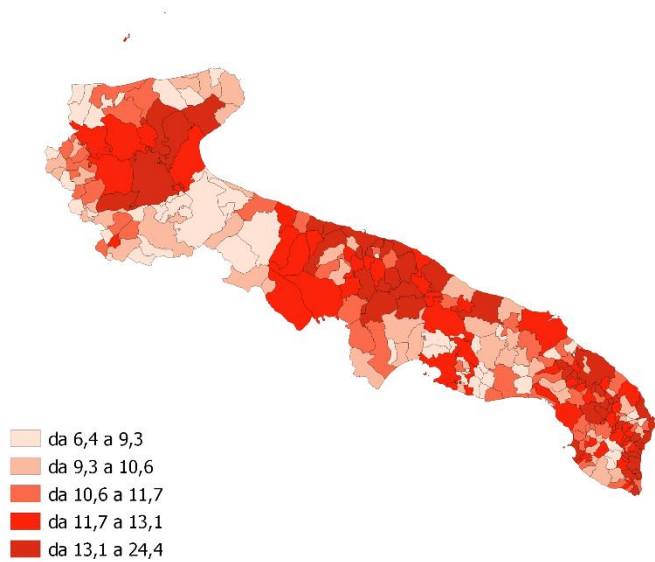 da 6,4 a 9,3
da 9,3 a 10,6
da 10,6 a 11,7
da 11,7 a 13,1
da 13,1 a 24,4